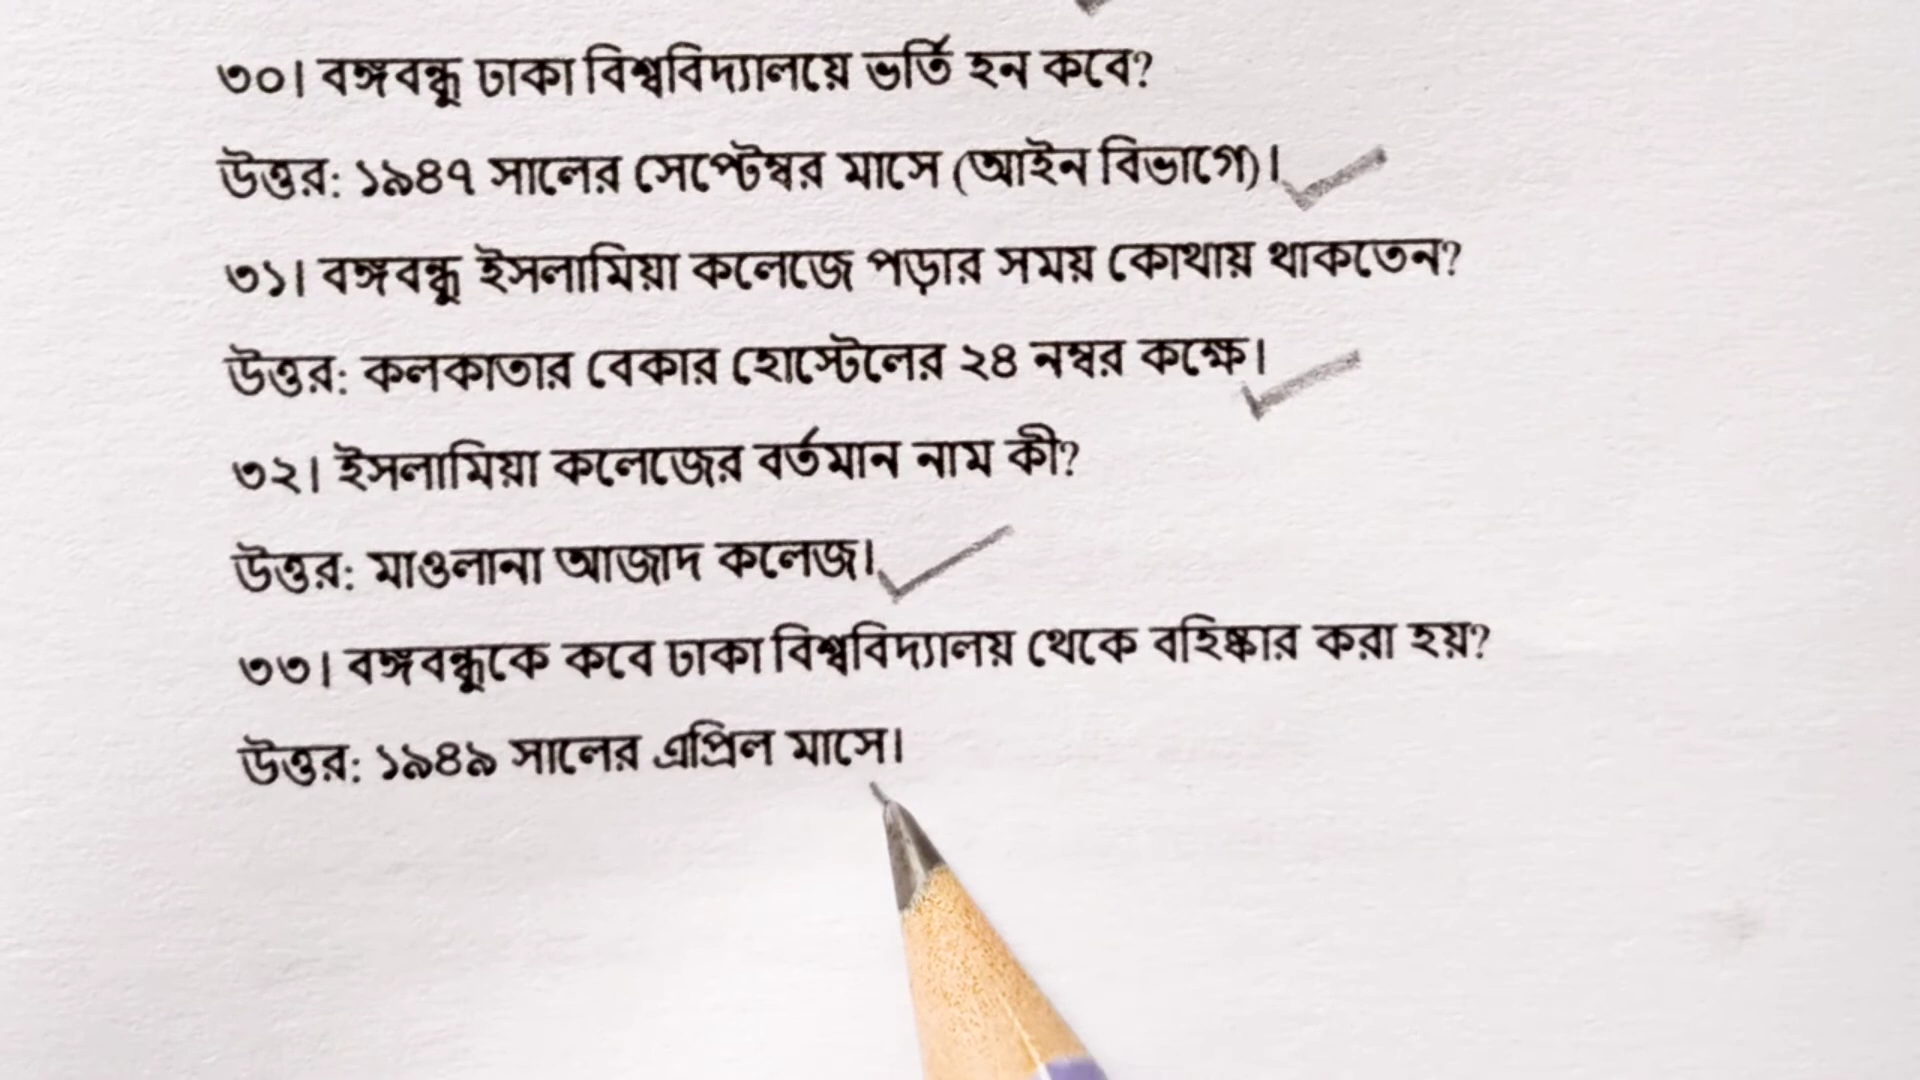 ৩০। বঙ্গবন্ধু ঢাকা বিশ্ববিদ্যালয়ে ভর্তি হন কবে?
উত্তর: ১৯৪৭ সালের সেপ্টেম্বর মাসে (আইন বিভাগে)।
৩১। বঙ্গবন্ধু ইসলামিয়া কলেজে পড়ার সময় কোথায় থাকতেন?
উত্তর: কলকাতার বেকার হোস্টেলের ২৪ নম্বর কক্ষে।
৩২। ইসলামিয়া কলেজের বর্তমান নাম কী?
উত্তর: মাওলানা আজাদ কলেজ।
৩৩। বঙ্গবন্ধুকে কবে ঢাকা বিশ্ববিদ্যালয় থেকে বহিষ্কার করা হয়?
উত্তর: ১৯৪৯ সালের এপ্রিল মাসে।